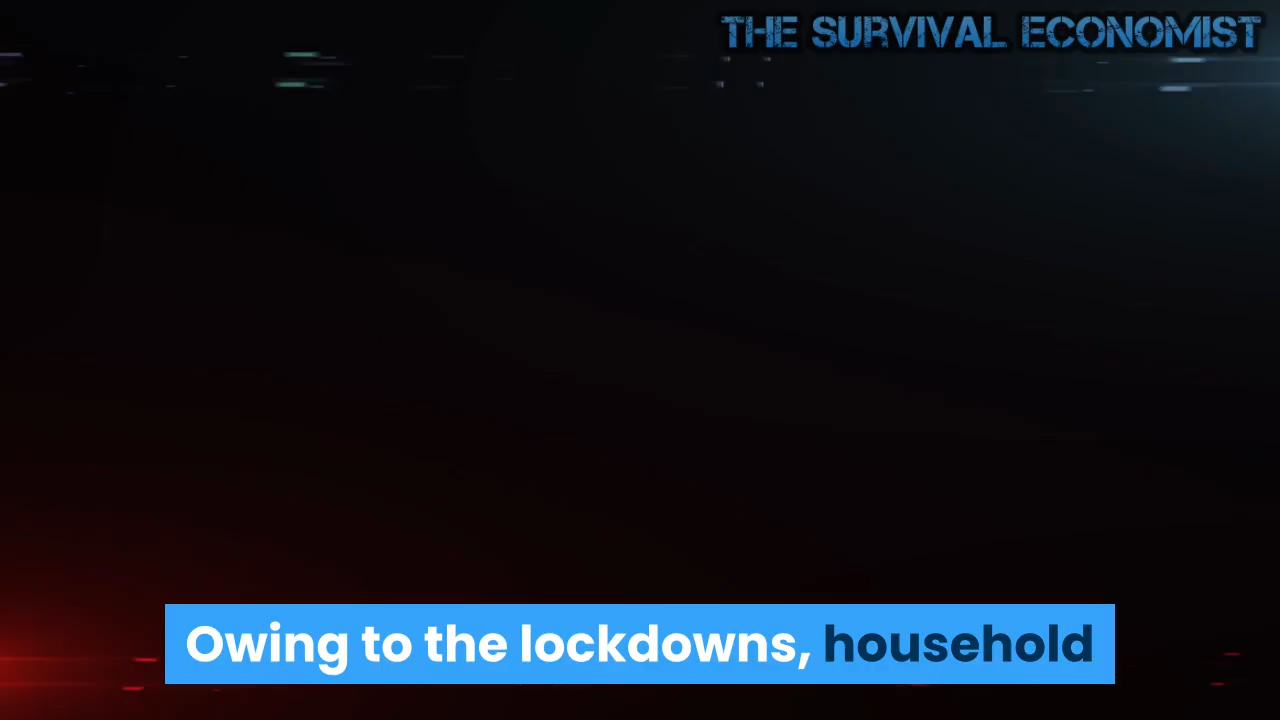 THE SURVIVAL ECONOMIST
Owing to the lockdowns, household